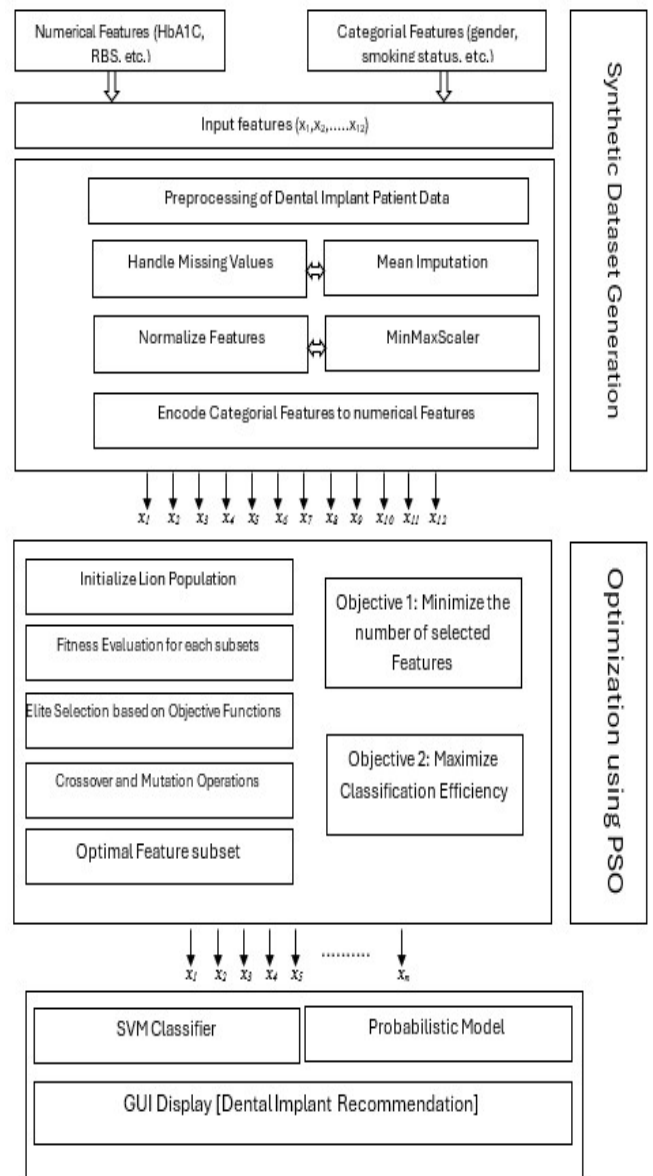 Numerical Features (HbA1C,
RBS. etc.)
Categorial Features (gender,
smoking status. etc.)
Input features (x₁,x₂,.....x₁₂)
Synthetic Dataset Generation
Preprocessing of Dental Implant Patient Data
Handle Missing Values
Mean Imputation
Normalize Features
MinMaxScaler
Encode Categorial Features to numerical Features
x₁ x₂ x₃ x₄ x₅ x₆ x₇ x₈ x₉ x₁₀ x₁₁ x₁₂
Optimization using PSO
Initialize Lion Population
Fitness Evaluation for each subsets
Elite Selection based on Objective Functions
Crossover and Mutation Operations
Optimal Feature subset
Objective 1: Minimize the
number of selected
Features
Objective 2: Maximize
Classification Efficiency
x₁ x₂ x₃ x₄ x₅ .......... xₙ
SVM Classifier
Probabilistic Model
GUI Display [Dental Implant Recommendation]